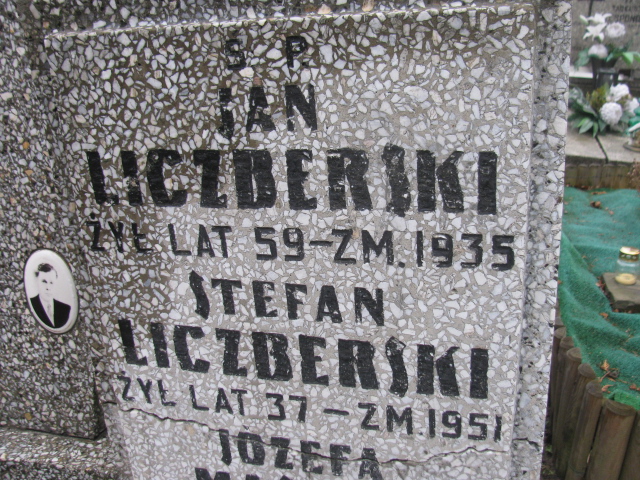 Ś. P.
JAN
LICZBERSKI
ŻYŁ LAT 59 – ZM. 1935
STEFAN
LICZBERSKI
ŻYŁ LAT 37 – ZM. 1951
JÓZEFA